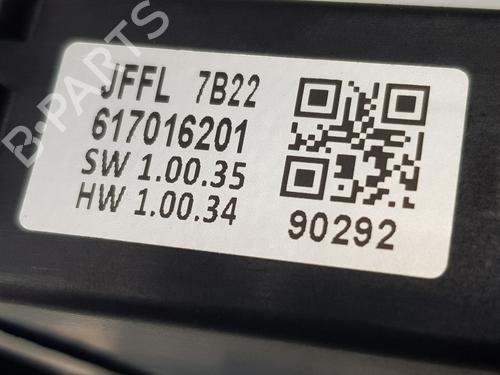 JFFL 7B22
617016201
SW 1.00.35
HW 1.00.34
90292
B-PARTS